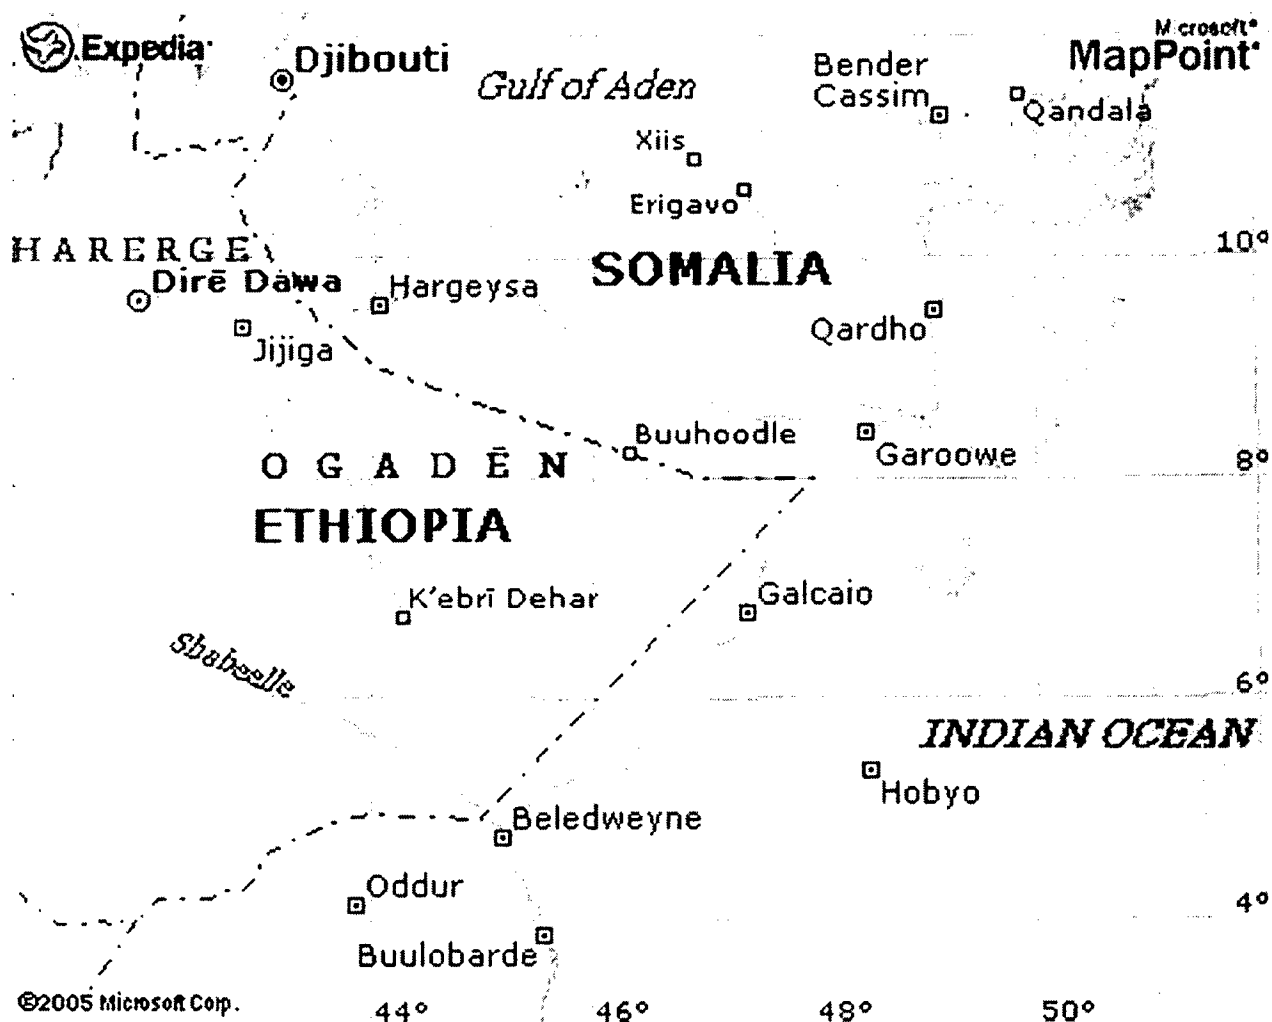 Expedia
Djibouti
Gulf of Aden
Microsoft
MapPoint
Bender
Cassim
Qandala
Xiis
Erigavo
HARERGE
10°
SOMALIA
Dirē Dawa
Hargeysa
Jijiga
Qardho
Buuhoodle
Garoowe
OGADĒN
8°
ETHIOPIA
K'ebrī Dehar
Galcaio
Shabeelle
6°
INDIAN OCEAN
Hobyo
Beledweyne
Oddur
4°
Buulobarde
©2005 Microsoft Corp.
44° 46° 48° 50°